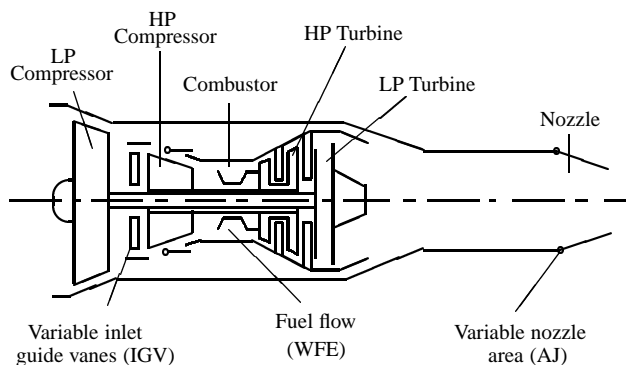 HP
Compressor
LP
Compressor
Combustor
HP Turbine
LP Turbine
Nozzle
Variable inlet
guide vanes (IGV)
Fuel flow
(WFE)
Variable nozzle
area (AJ)